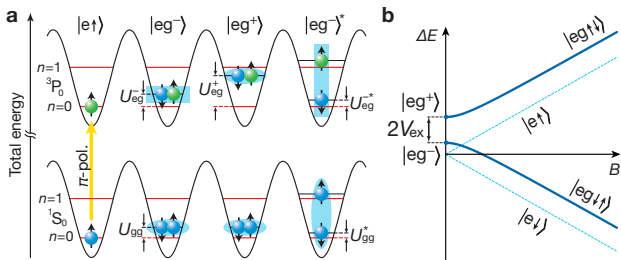 a
|e↑⟩
|eg⁻⟩
|eg⁺⟩
|eg⁻⟩*
Total energy
n=1
³P₀
n=0
U⁻eg
U⁺eg
U⁻*eg
π-pol.
n=1
¹S₀
n=0
Ugg
U*gg
b
ΔE
|eg↑↓⟩
|eg⁺⟩
|e↑⟩
2Vex
|eg⁻⟩
B
|eg↓↑⟩
|e↓⟩